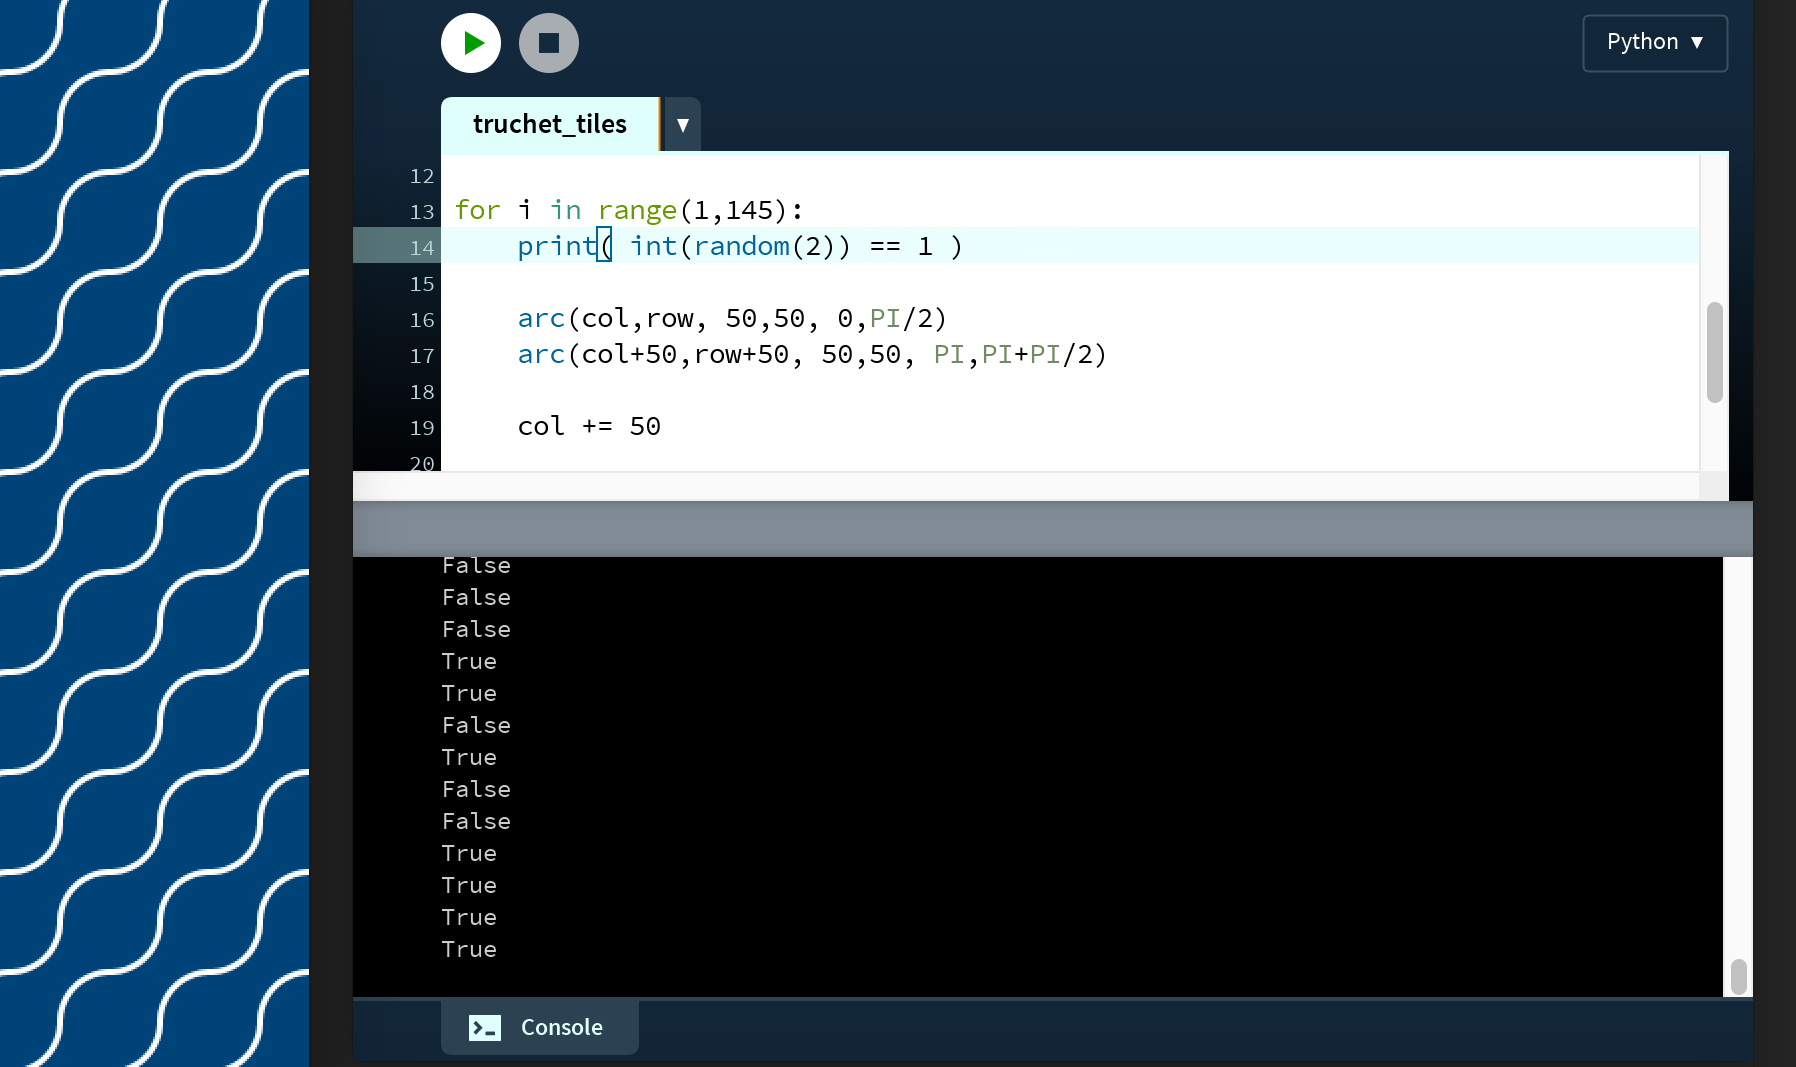 Python ▼
truchet_tiles ▼
12
13 for i in range(1,145):
14     print( int(random(2)) == 1 )
15
16     arc(col,row, 50,50, 0,PI/2)
17     arc(col+50,row+50, 50,50, PI,PI+PI/2)
18
19     col += 50
20
False
False
False
True
True
False
True
False
False
True
True
True
True
Console